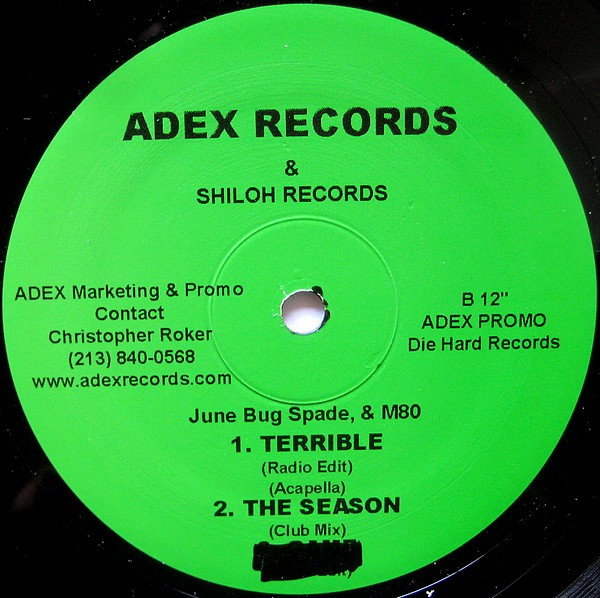 ADEX RECORDS
&
SHILOH RECORDS
ADEX Marketing & Promo
Contact
Christopher Roker
(213) 840-0568
www.adexrecords.com
B 12"
ADEX PROMO
Die Hard Records
June Bug Spade, & M80
1. TERRIBLE
(Radio Edit)
(Acapella)
2. THE SEASON
(Club Mix)